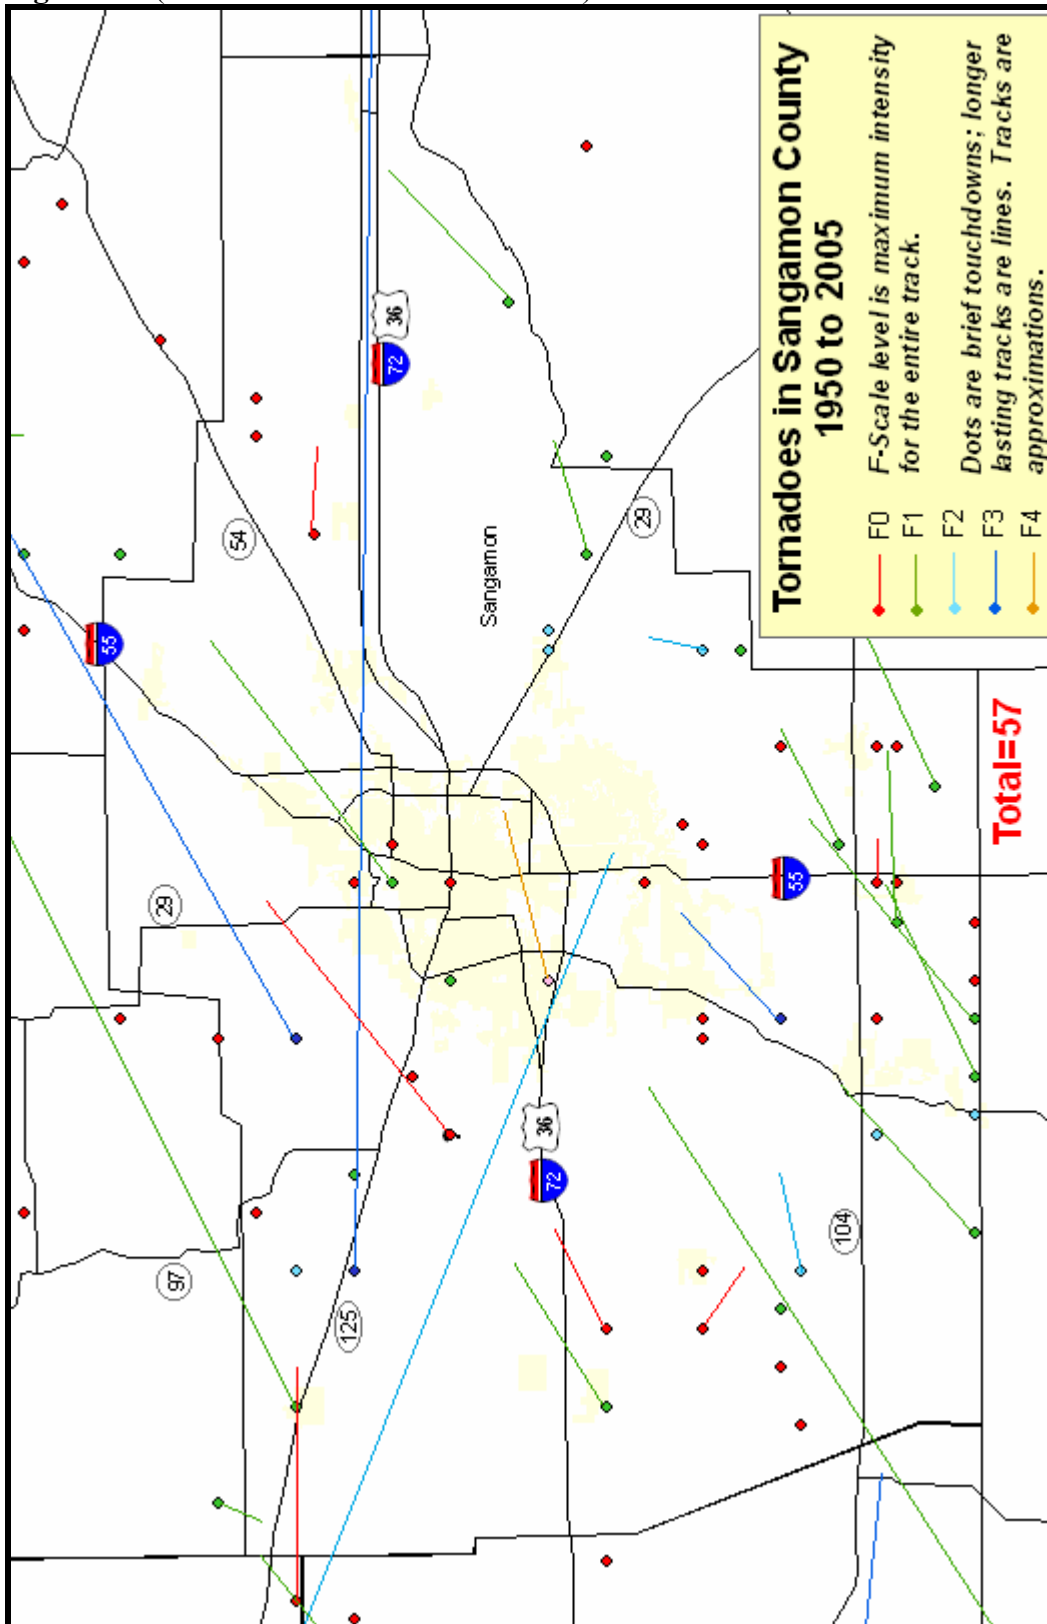 Tornadoes in Sangamon County
1950 to 2005
F0 F-Scale level is maximum intensity
F1 for the entire track.
F2 Dots are brief touchdowns; longer
F3 lasting tracks are lines. Tracks are
F4 approximations.
Total=57
Sangamon
97
125
29
54
55
72
36
72
36
29
104
55